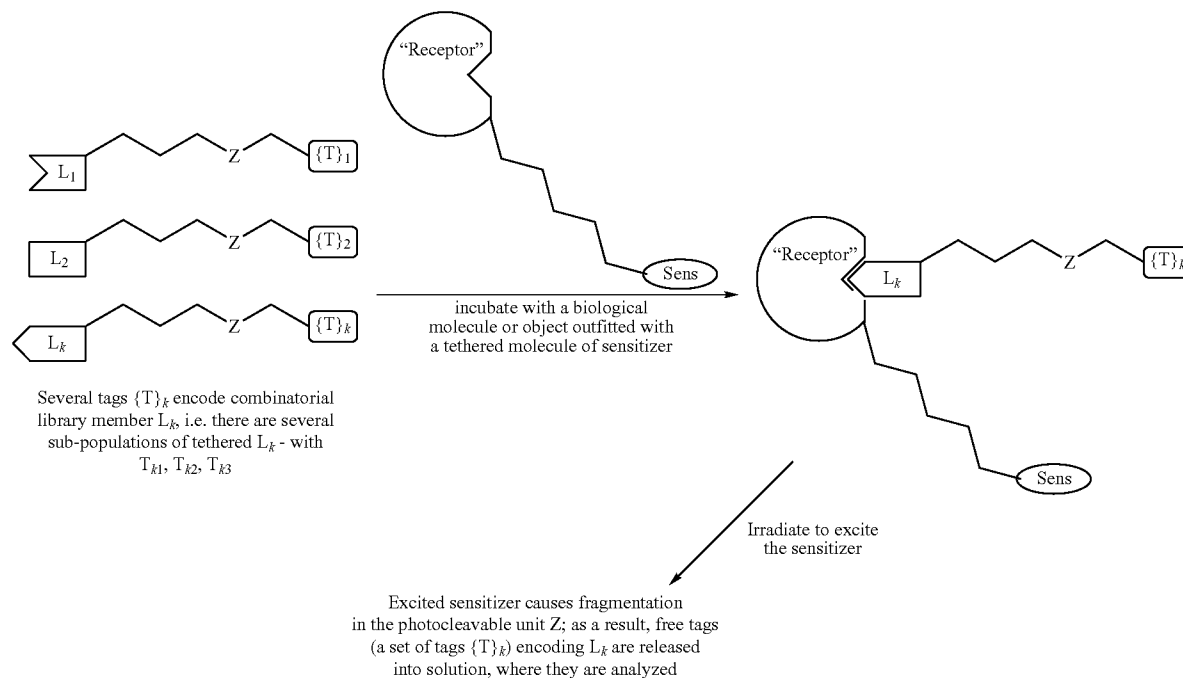 "Receptor"
L1
Z
{T}1
L2
Z
{T}2
Lk
Z
{T}k
Sens
incubate with a biological
molecule or object outfitted with
a tethered molecule of sensitizer
Several tags {T}k encode combinatorial
library member Lk, i.e. there are several
sub-populations of tethered Lk - with
Tk1, Tk2, Tk3
"Receptor"
Lk
Z
{T}k
Sens
Irradiate to excite
the sensitizer
Excited sensitizer causes fragmentation
in the photocleavable unit Z; as a result, free tags
(a set of tags {T}k) encoding Lk are released
into solution, where they are analyzed